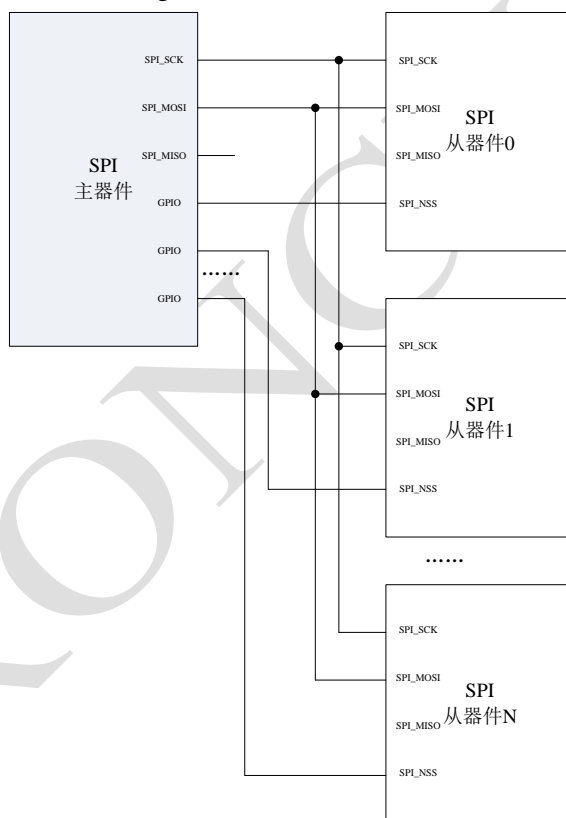 SPI_SCK
SPI_MOSI
SPI_MISO
GPIO
GPIO
……
GPIO
SPI
主器件
SPI_SCK
SPI_MOSI
SPI_MISO
SPI_NSS
SPI
从器件0
SPI_SCK
SPI_MOSI
SPI_MISO
SPI_NSS
SPI
从器件1
……
SPI_SCK
SPI_MOSI
SPI_MISO
SPI_NSS
SPI
从器件N